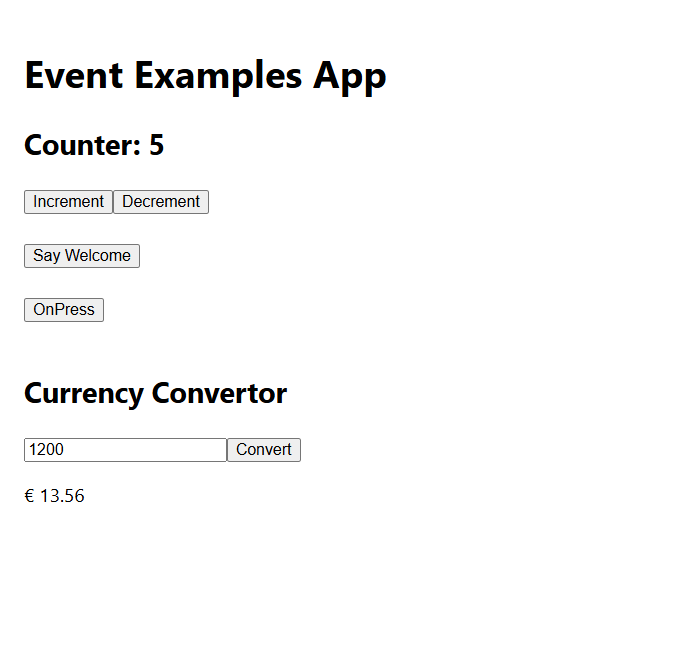 Event Examples App
Counter: 5
Increment Decrement
Say Welcome
OnPress
Currency Convertor
1200 Convert
€ 13.56